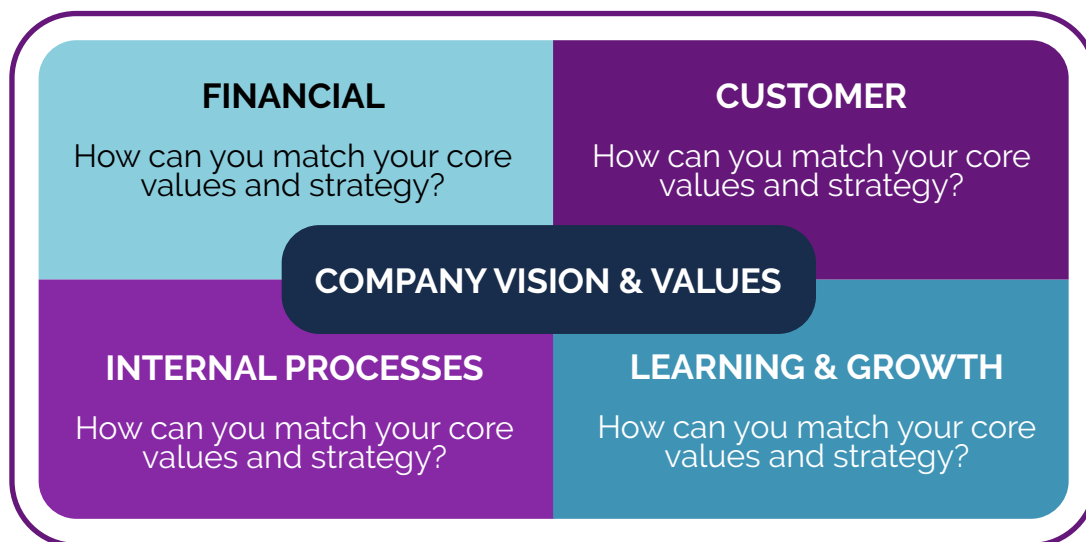 FINANCIAL
How can you match your core
values and strategy?
CUSTOMER
How can you match your core
values and strategy?
COMPANY VISION & VALUES
INTERNAL PROCESSES
How can you match your core
values and strategy?
LEARNING & GROWTH
How can you match your core
values and strategy?